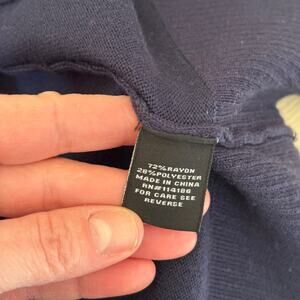 72%RAYON
28%POLYESTER
MADE IN CHINA
RN#114186
FOR CARE SEE
REVERSE